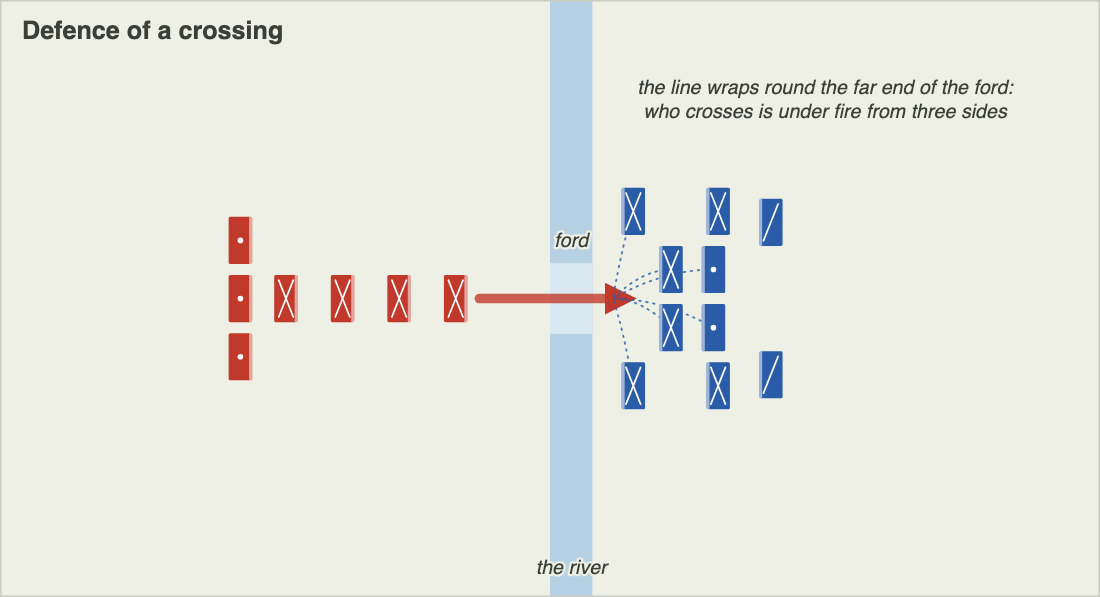 Defence of a crossing
the line wraps round the far end of the ford:
who crosses is under fire from three sides
ford
the river